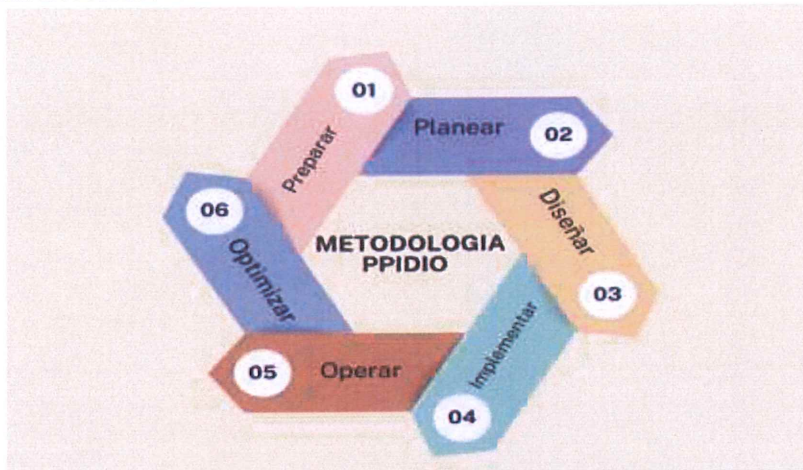 METODOLOGIA
PPIDIO
01
Preparar
Planear
02
Diseñar
03
Implementar
04
05
Operar
06
Optimizar